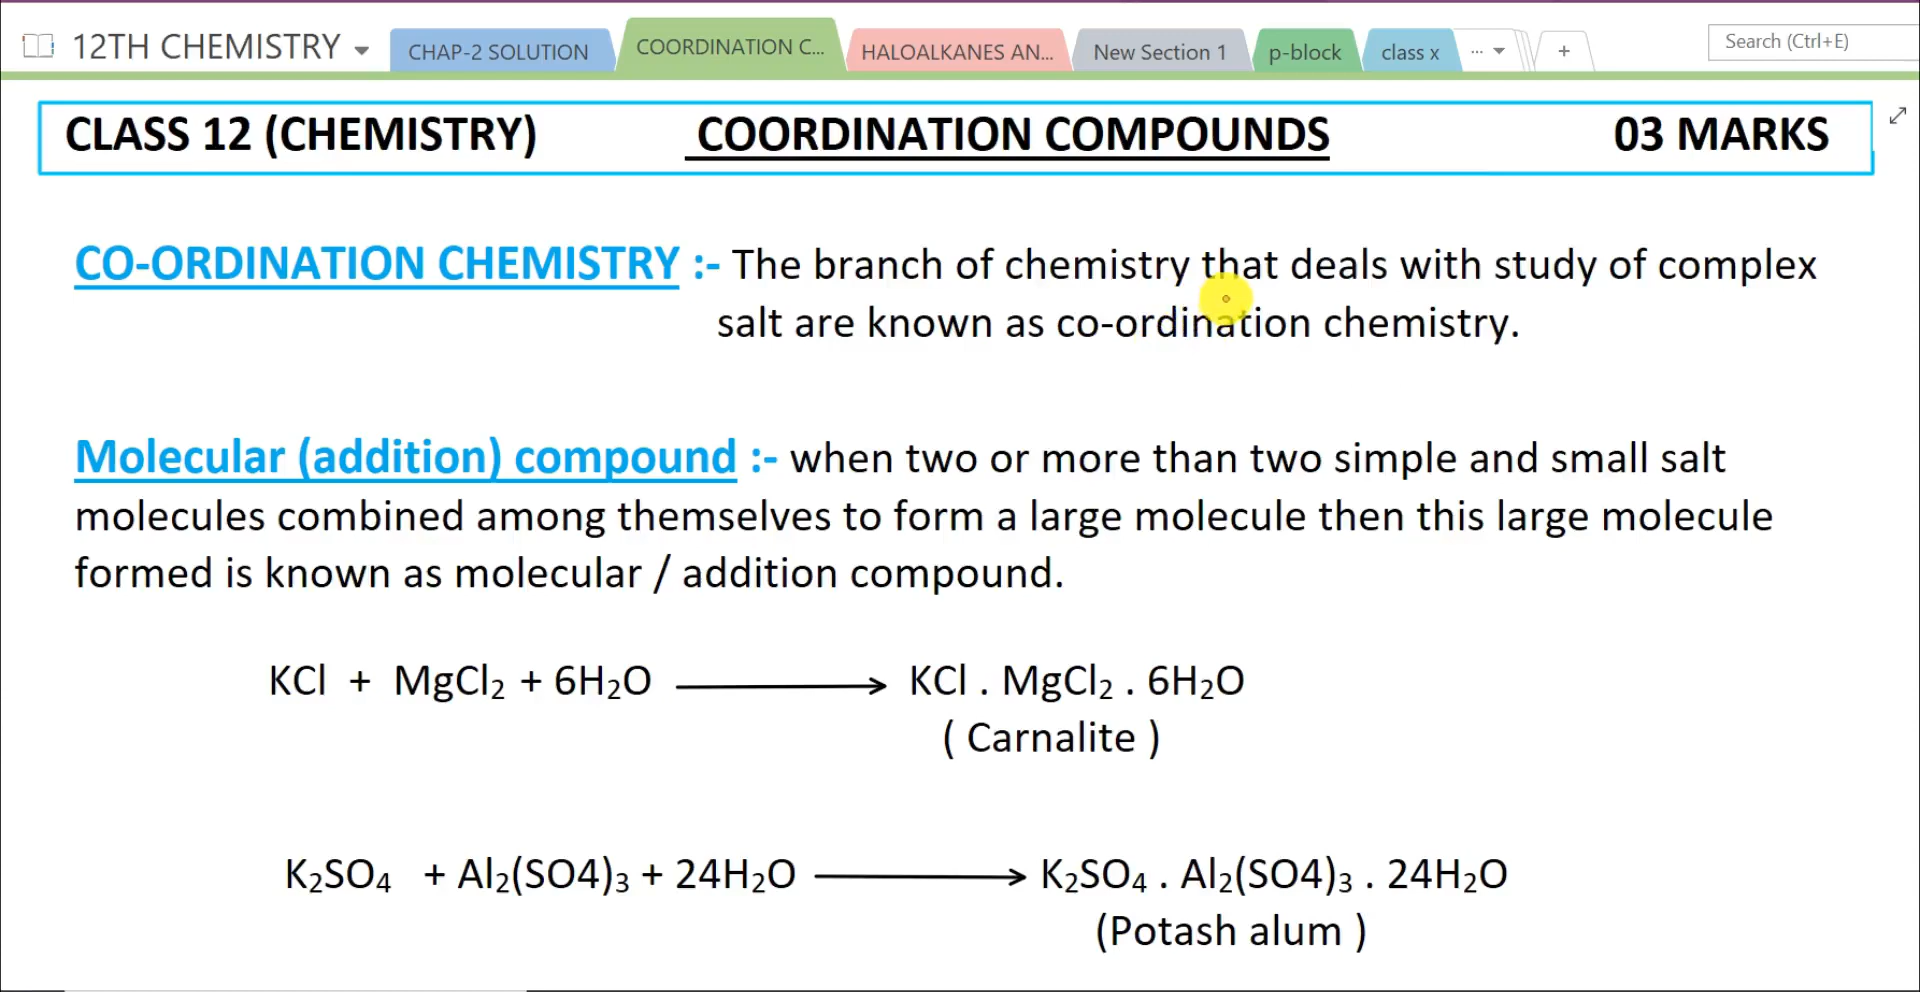 12TH CHEMISTRY CHAP-2 SOLUTION COORDINATION C... HALOALKANES AN... New Section 1 p-block class x ... + Search (Ctrl+E)
CLASS 12 (CHEMISTRY) COORDINATION COMPOUNDS 03 MARKS
CO-ORDINATION CHEMISTRY :- The branch of chemistry that deals with study of complex
salt are known as co-ordination chemistry.
Molecular (addition) compound :- when two or more than two simple and small salt
molecules combined among themselves to form a large molecule then this large molecule
formed is known as molecular / addition compound.
KCl + MgCl₂ + 6H₂O ⟶ KCl . MgCl₂ . 6H₂O
( Carnalite )
K₂SO₄ + Al₂(SO4)₃ + 24H₂O ⟶ K₂SO₄ . Al₂(SO4)₃ . 24H₂O
(Potash alum )